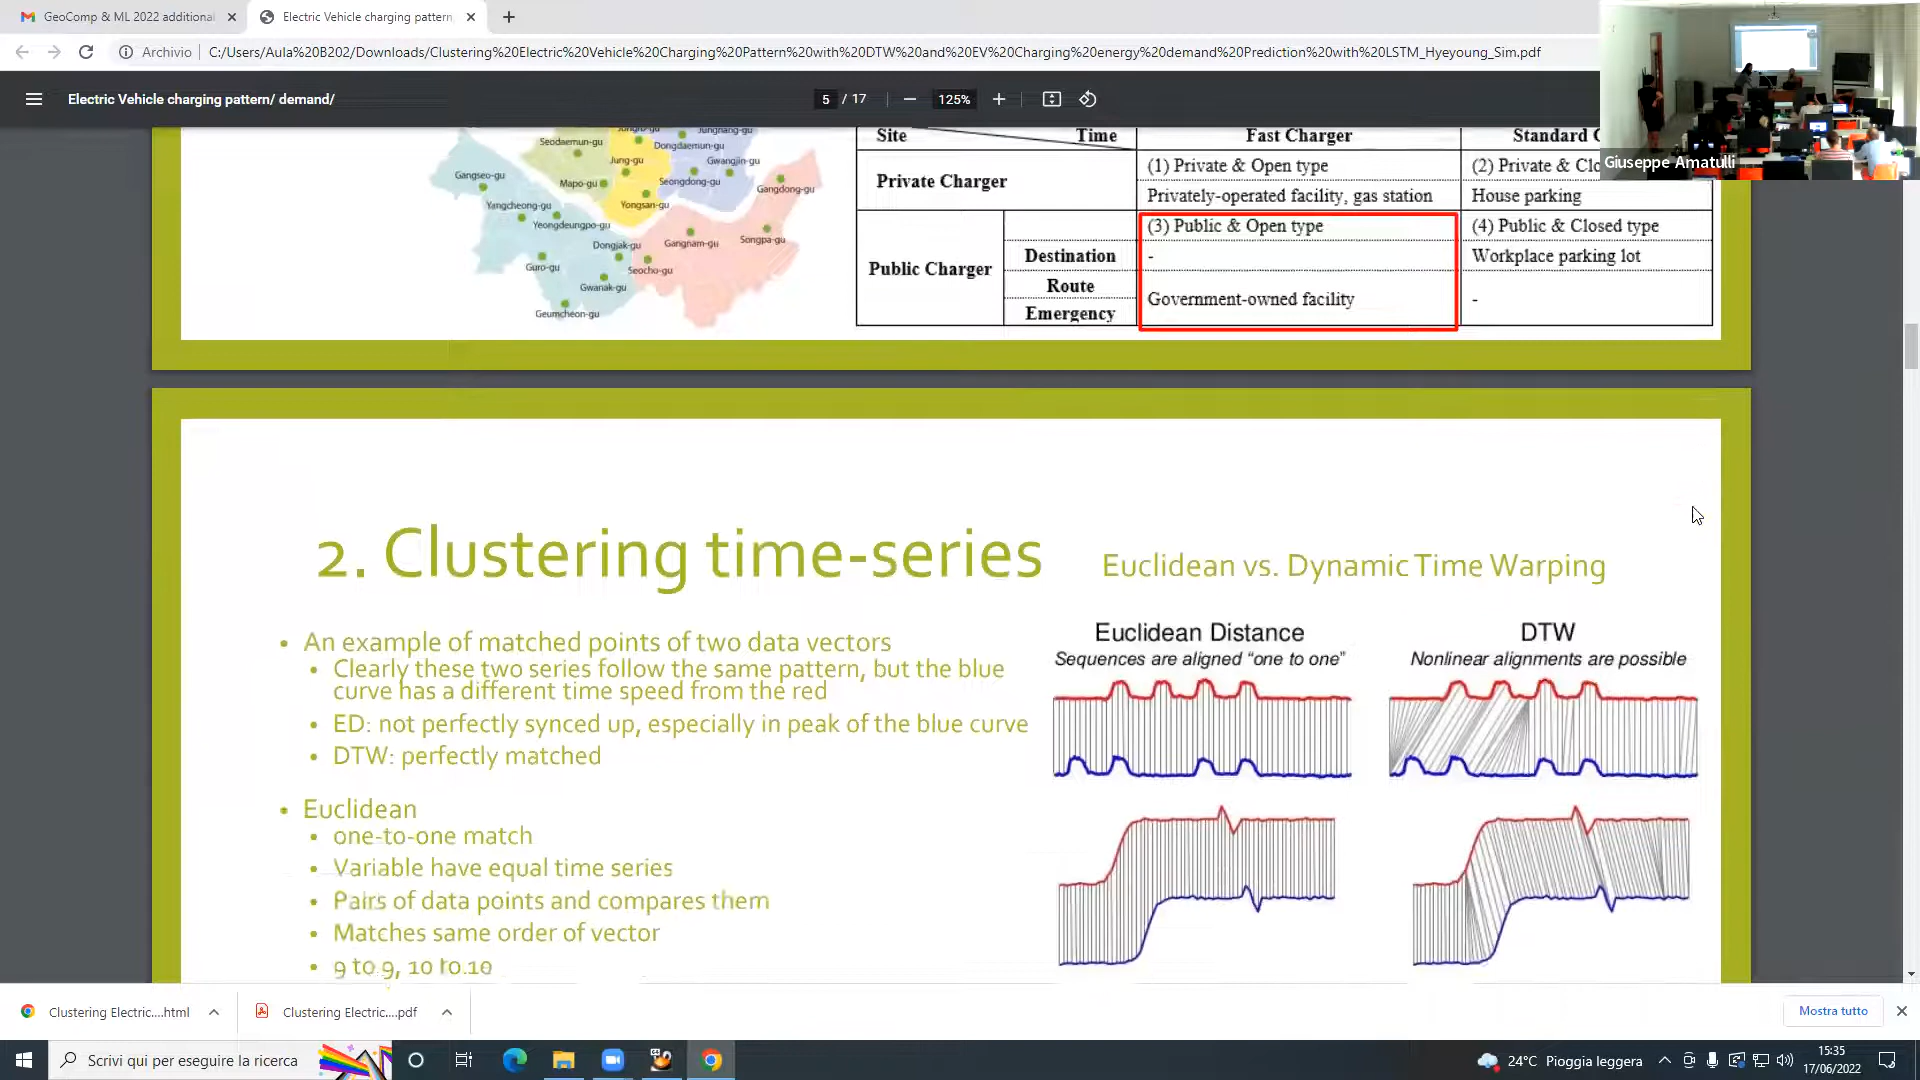 GeoComp & ML 2022 additional
Electric Vehicle charging pattern,
Archivio
C:/Users/Aula%20B202/Downloads/Clustering%20Electric%20Vehicle%20Charging%20Pattern%20with%20DTW%20and%20EV%20Charging%20energy%20demand%20Prediction%20with%20LSTM_Hyeyoung_Sim.pdf
Electric Vehicle charging pattern/ demand/
5 / 17
125%
Giuseppe Amatulli
Seodaemun-gu
Dongdaemun-gu
Jung-gu
Gwangjin-gu
Gangseo-gu
Mapo-gu
Seongdong-gu
Gangdong-gu
Yangcheong-gu
Yongsan-gu
Yeongdeungpo-gu
Dongjak-gu
Gangnam-gu
Songpa-gu
Guro-gu
Seocho-gu
Gwanak-gu
Geumcheon-gu
Site Time Fast Charger Standard
Private Charger
(1) Private & Open type
(2) Private &
Privately-operated facility, gas station
House parking
Public Charger
(3) Public & Open type
(4) Public & Closed type
Destination
-
Workplace parking lot
Route
Government-owned facility
-
Emergency
2. Clustering time-series
Euclidean vs. Dynamic Time Warping
• An example of matched points of two data vectors
• Clearly these two series follow the same pattern, but the blue
curve has a different time speed from the red
• ED: not perfectly synced up, especially in peak of the blue curve
• DTW: perfectly matched
• Euclidean
• one-to-one match
• Variable have equal time series
• Pairs of data points and compares them
• Matches same order of vector
• 9 to 9, 10 to 10
Euclidean Distance
Sequences are aligned “one to one”
DTW
Nonlinear alignments are possible
Clustering Electric....html
Clustering Electric....pdf
Mostra tutto
Scrivi qui per eseguire la ricerca
24°C Pioggia leggera
15:35
17/06/2022